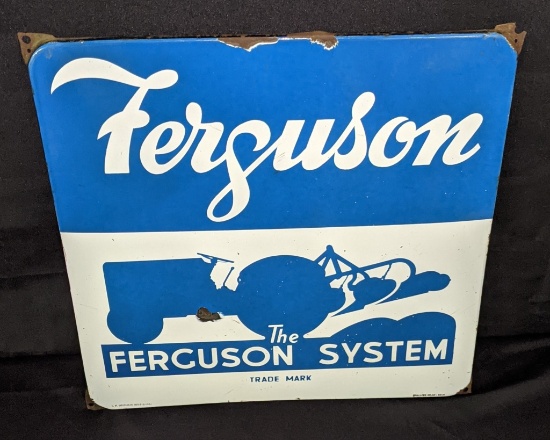 Ferguson
The
FERGUSON SYSTEM
TRADE MARK